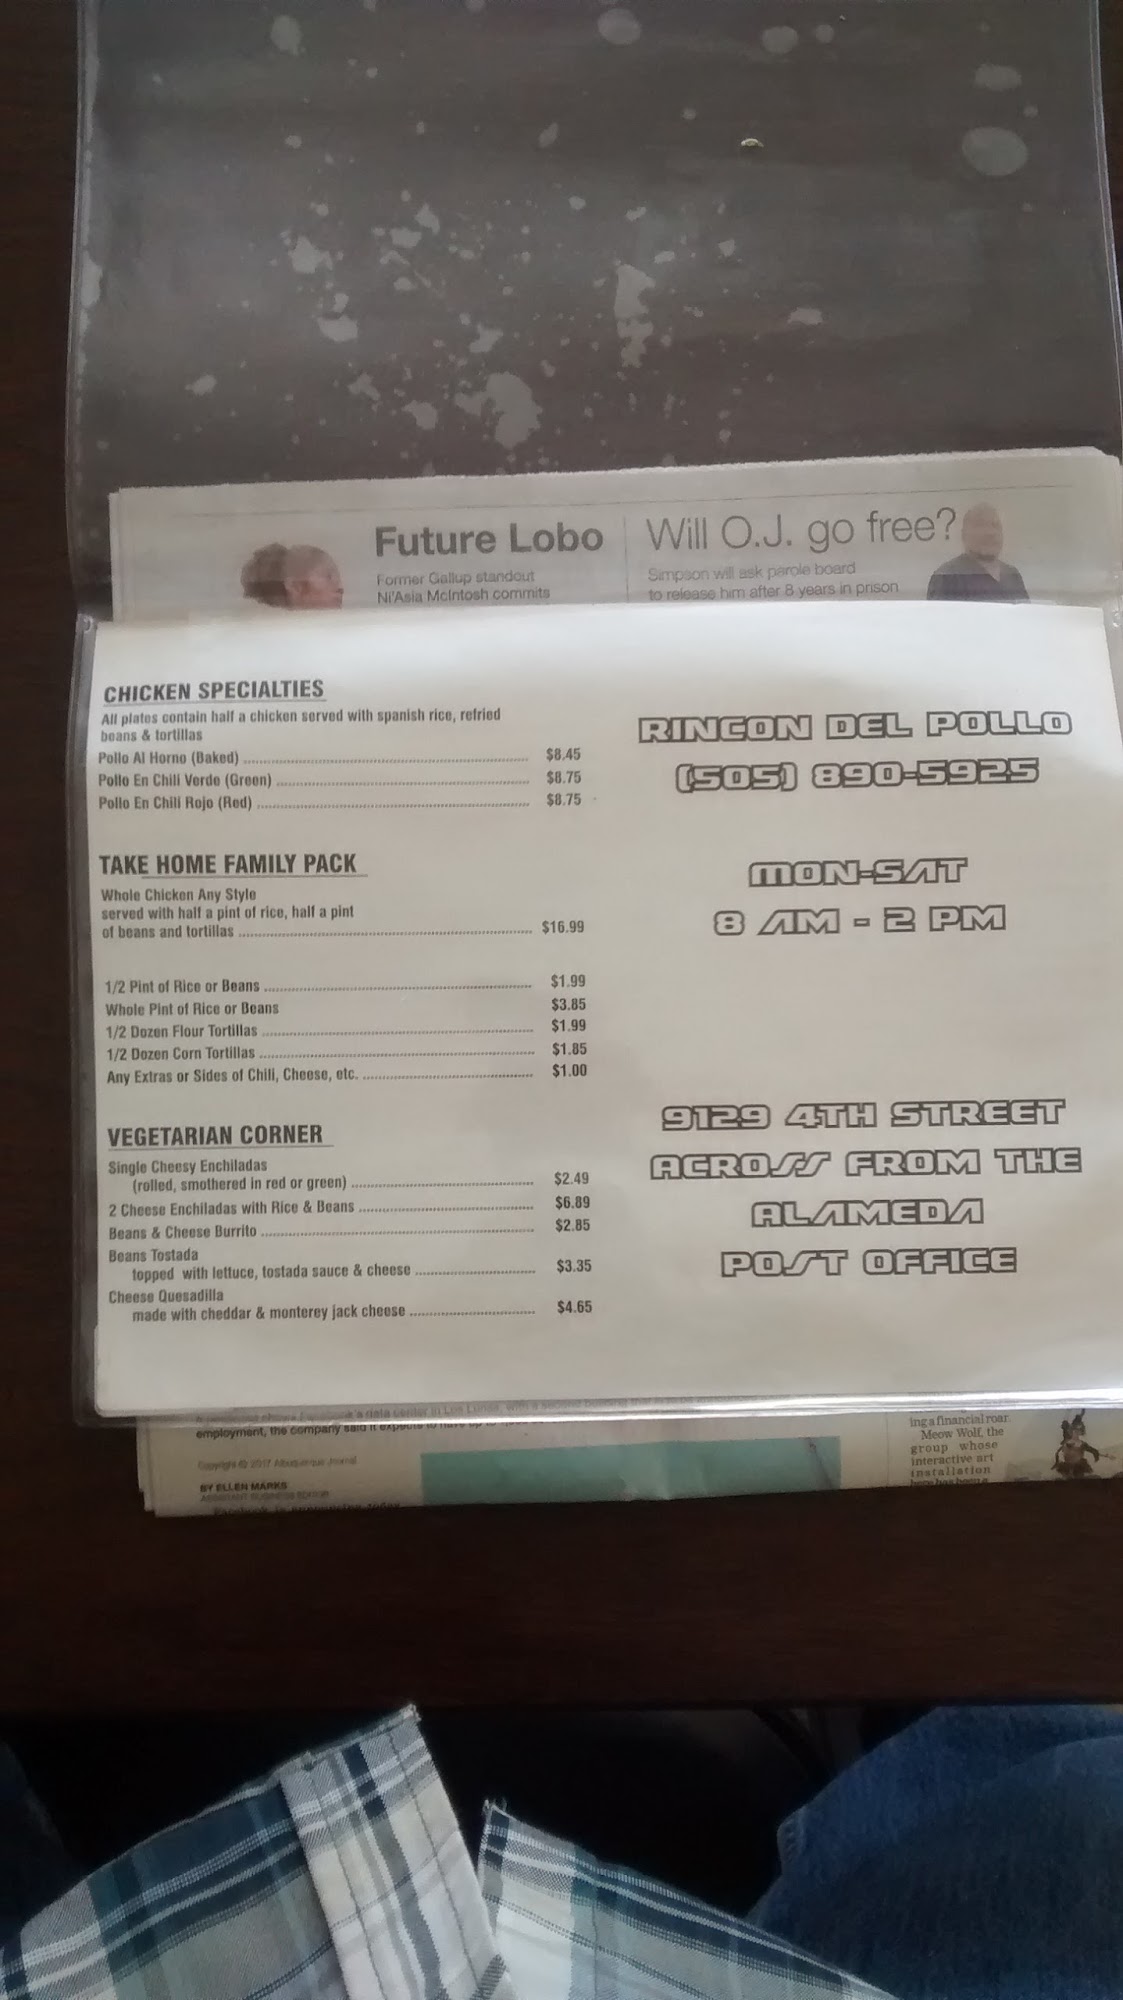 Future Lobo
Former Gallup standout
Ni'Asia McIntosh commits
Will O.J. go free?
Simpson will ask parole board
to release him after 8 years in prison
CHICKEN SPECIALTIES
All plates contain half a chicken served with spanish rice, refried
beans & tortillas
Pollo Al Horno (Baked) $8.45
Pollo En Chili Verde (Green) $8.75
Pollo En Chili Rojo (Red) $8.75
TAKE HOME FAMILY PACK
Whole Chicken Any Style
served with half a pint of rice, half a pint
of beans and tortillas $16.99
1/2 Pint of Rice or Beans $1.99
Whole Pint of Rice or Beans $3.85
1/2 Dozen Flour Tortillas $1.99
1/2 Dozen Corn Tortillas $1.85
Any Extras or Sides of Chili, Cheese, etc. $1.00
VEGETARIAN CORNER
Single Cheesy Enchiladas
(rolled, smothered in red or green) $2.49
2 Cheese Enchiladas with Rice & Beans $6.89
Beans & Cheese Burrito $2.85
Beans Tostada
topped with lettuce, tostada sauce & cheese $3.35
Cheese Quesadilla
made with cheddar & monterey jack cheese $4.65
RINCON DEL POLLO
(505) 890-5925
MON-SAT
8 AM - 2 PM
9129 4TH STREET
ACROSS FROM THE
ALAMEDA
POST OFFICE
employment, the company said it expects to
Copyright © 2017 Albuquerque Journal
BY ELLEN MARKS
ASSISTANT BUSINESS EDITOR
ing a financial roar.
Meow Wolf, the
group whose
interactive art
installation